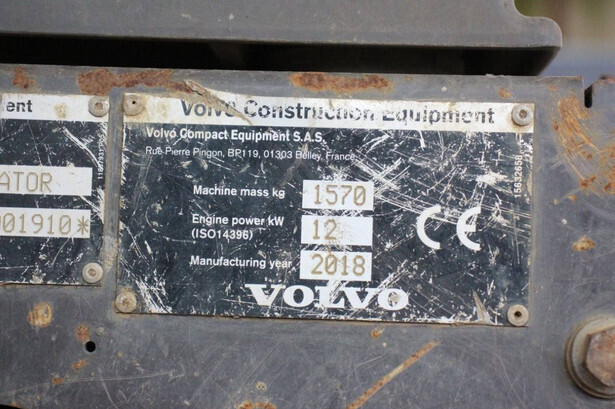 ent
ATOR
001910*
Volvo Construction Equipment
Volvo Compact Equipment S.A.S.
Rue Pierre Pingon, BP119, 01303 Belley, France
Machine mass kg 1570
Engine power kW 12
(ISO14396)
Manufacturing year 2018
CE
VOLVO